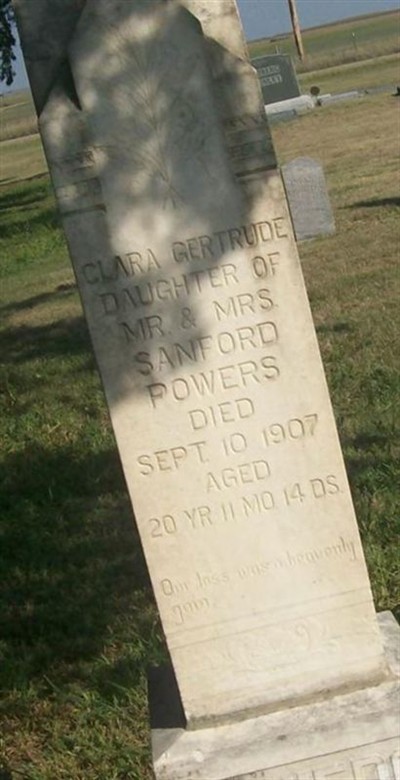 CLARA GERTRUDE
DAUGHTER OF
MR. & MRS.
SANFORD
POWERS
DIED
SEPT. 10 1907
AGED
20 YR 11 MO 14 DS.
Our loss was a heavenly
gain.